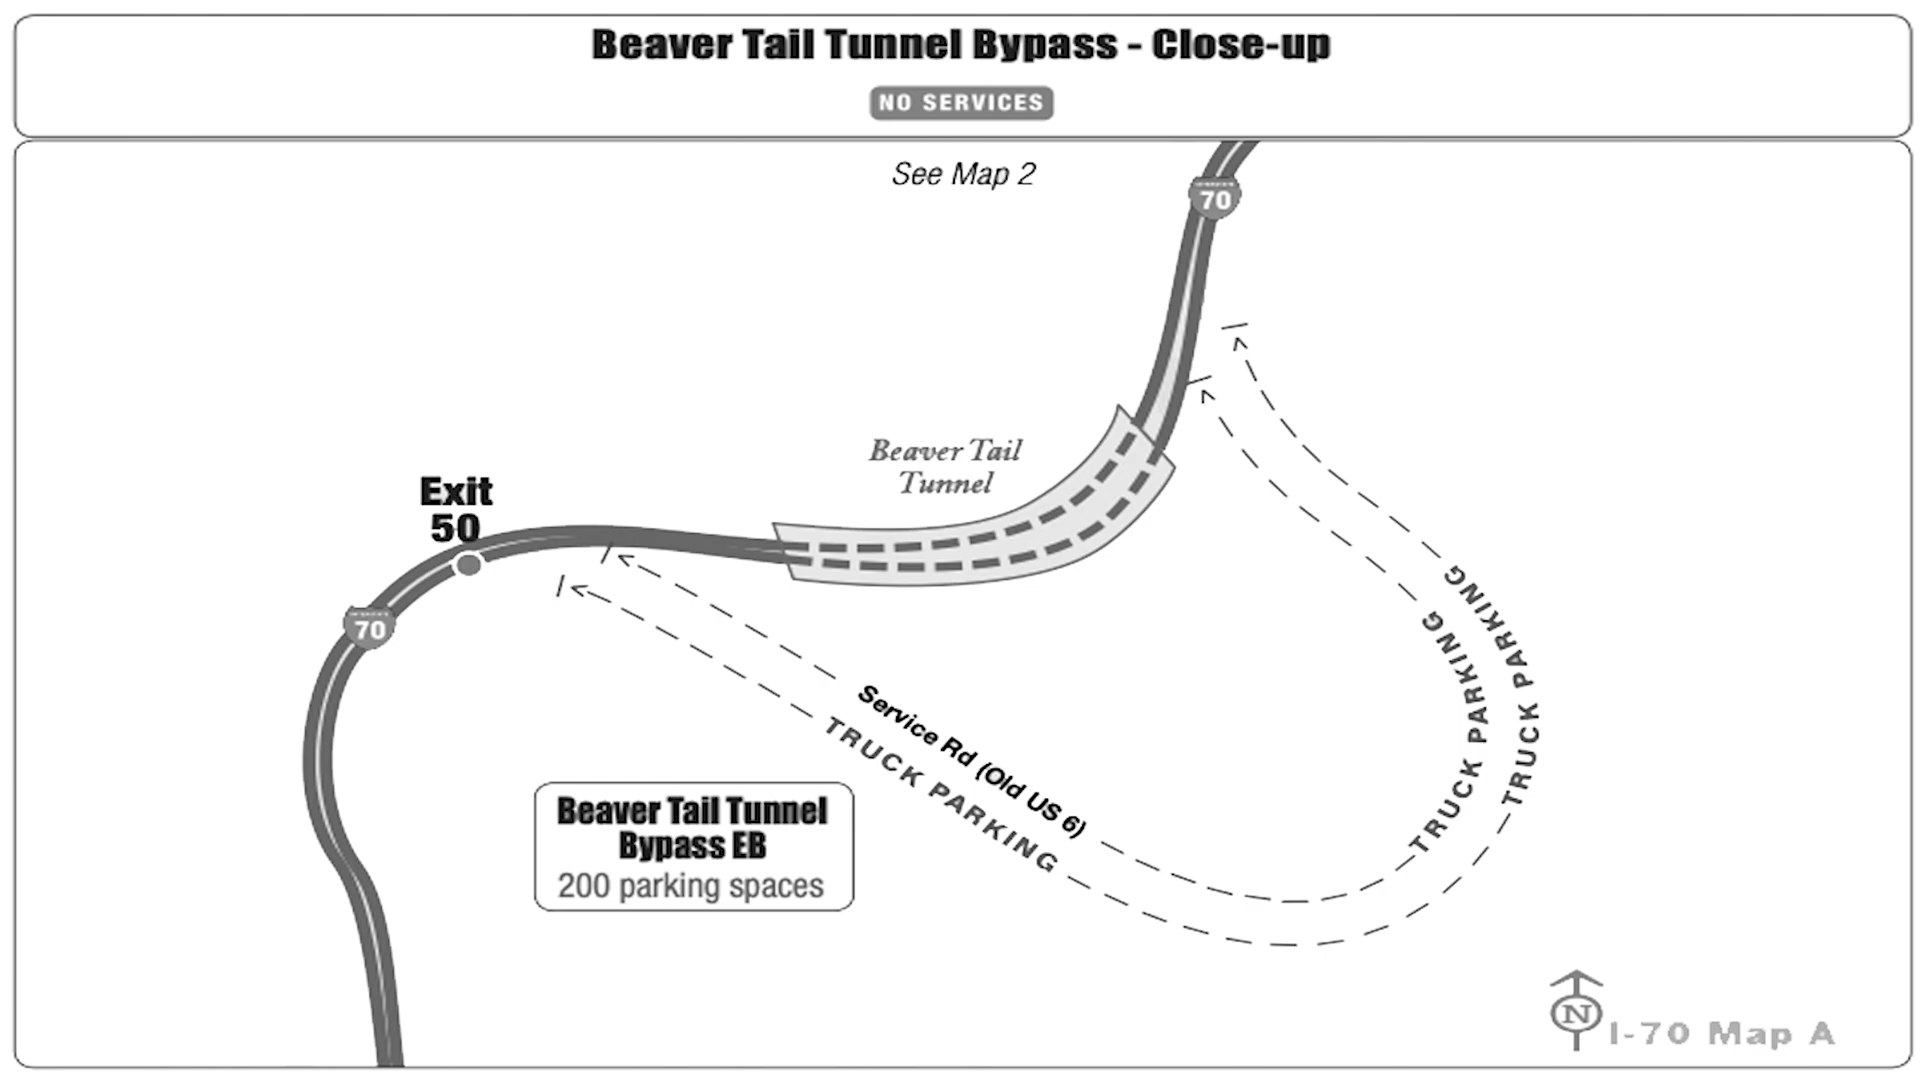 Beaver Tail Tunnel Bypass - Close-up
NO SERVICES
See Map 2
70
Beaver Tail
Tunnel
Exit
50
70
TRUCK PARKING
TRUCK PARKING
Service Rd (Old US 6)
TRUCK PARKING
Beaver Tail Tunnel
Bypass EB
200 parking spaces
N
I-70 Map A